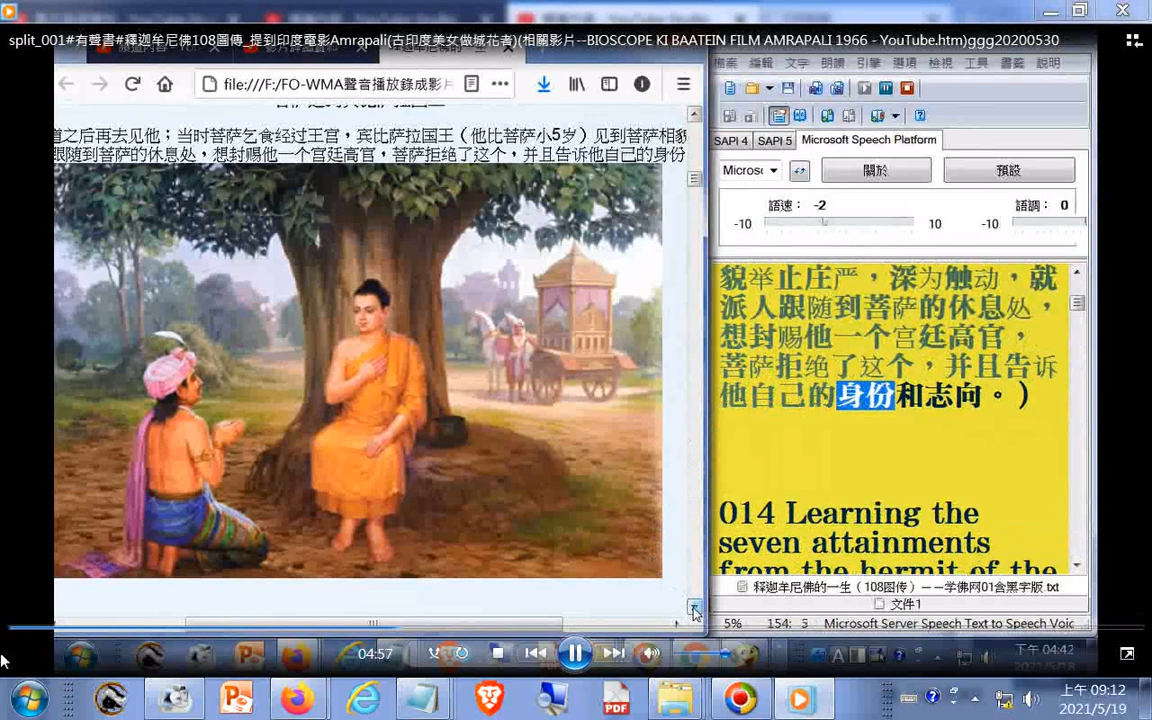 split_001#有聲書#釋迦牟尼佛108圖傳_提到印度電影Amrapali(古印度美女做城花者)(相關影片--BIOSCOPE KI BAATEIN FILM AMRAPALI 1966 - YouTube.htm)ggg20200530
file:///F:/FO-WMA聲音播放錄成影片
道之后再去见他；当时菩萨乞食经过王宫，宾比萨拉国王（他比菩萨小5岁）见到菩萨相貌
跟随到菩萨的休息处，想封赐他一个宫廷高官，菩萨拒绝了这个，并且告诉他自己的身份
檔案 編輯 文字 朗讀 引擎 選項 檢視 工具 書籤 說明
SAPI 4 SAPI 5 Microsoft Speech Platform
Microsc 關於 預設
語速： -2 語調： 0
-10 10 -10
貌举止庄严，深为触动，就
派人跟随到菩萨的休息处，
想封赐他一个宫廷高官，
菩萨拒绝了这个，并且告诉
他自己的身份和志向。）
014 Learning the
seven attainments
from the hermit of the
释迦牟尼佛的一生（108图传）——学佛网01含黑字版.txt
文件1
5% 154: 3 Microsoft Server Speech Text to Speech Voic
04:57
下午 04:42
2021/5/18
上午 09:12
2021/5/19